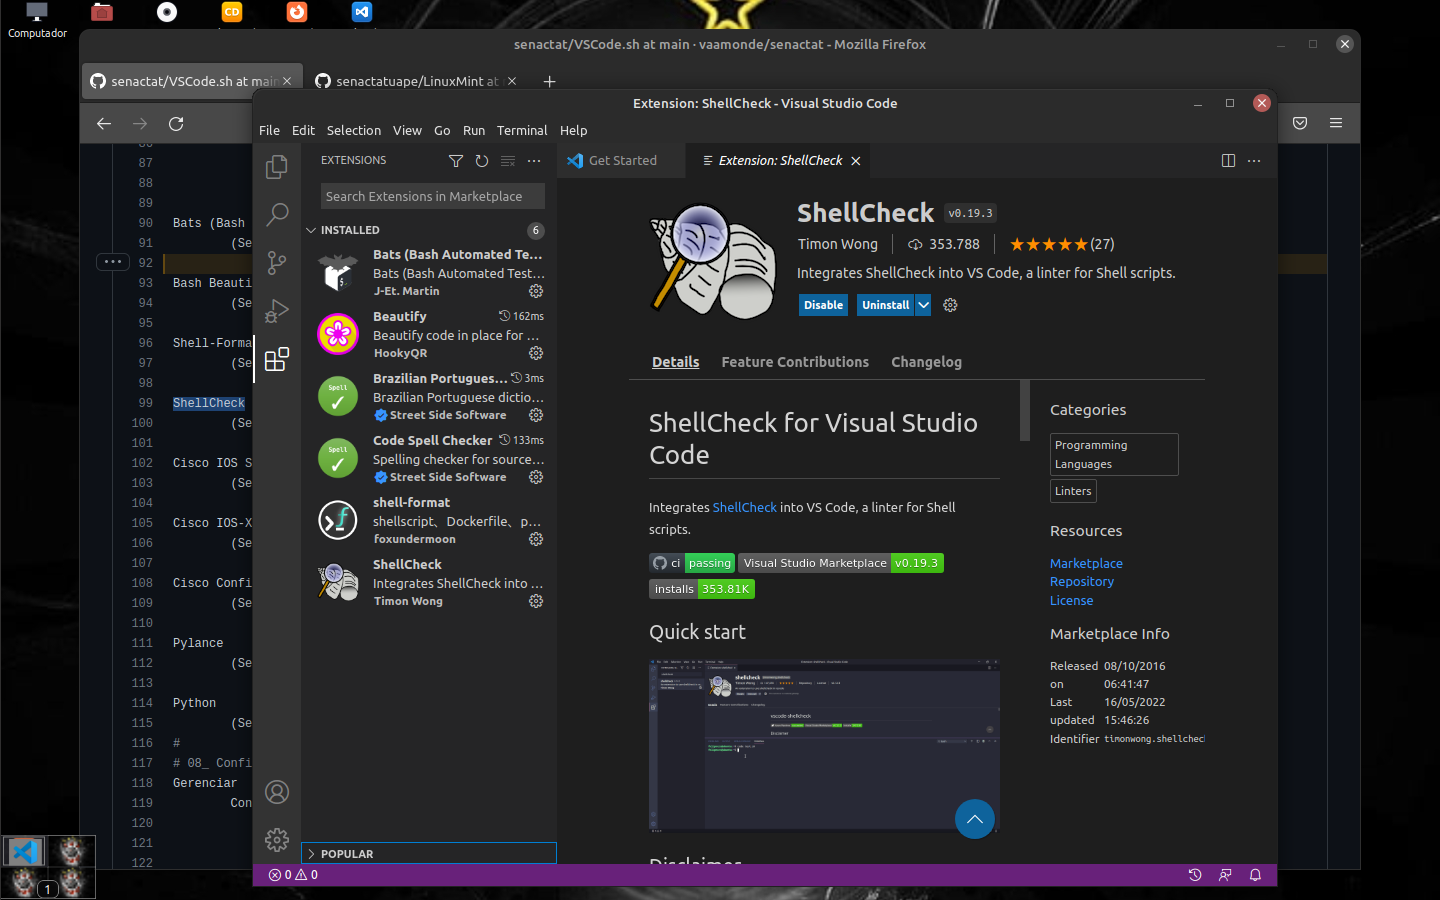 Computador
CD
senactat/VSCode.sh at main · vaamonde/senactat - Mozilla Firefox
senactat/VSCode.sh at main
senactatuape/LinuxMint at
Extension: ShellCheck - Visual Studio Code
File Edit Selection View Go Run Terminal Help
EXTENSIONS
Get Started
Extension: ShellCheck
Search Extensions in Marketplace
INSTALLED
6
Bats (Bash Automated Te...
Bats (Bash Automated Test...
J-Et. Martin
Beautify 162ms
Beautify code in place for ...
HookyQR
Brazilian Portugues... 3ms
Brazilian Portuguese dictio...
Street Side Software
Code Spell Checker 133ms
Spelling checker for source...
Street Side Software
shell-format
shellscript、Dockerfile、p...
foxundermoon
ShellCheck
Integrates ShellCheck into ...
Timon Wong
POPULAR
ShellCheck v0.19.3
Timon Wong 353.788 (27)
Integrates ShellCheck into VS Code, a linter for Shell scripts.
Disable Uninstall
Details Feature Contributions Changelog
ShellCheck for Visual Studio
Code
Integrates ShellCheck into VS Code, a linter for Shell
scripts.
ci passing Visual Studio Marketplace v0.19.3
installs 353.81K
Quick start
shellcheck
vscode-shellcheck
Disclaimer
Categories
Programming
Languages
Linters
Resources
Marketplace
Repository
License
Marketplace Info
Released on 08/10/2016 06:41:47
Last updated 16/05/2022 15:46:26
Identifier timonwong.shellcheck
0 0
86
87
88
89
90 Bats (Bash
91 (Se
92
93 Bash Beauti
94 (Se
95
96 Shell-Forma
97 (Se
98
99 ShellCheck
100 (Se
101
102 Cisco IOS S
103 (Se
104
105 Cisco IOS-X
106 (Se
107
108 Cisco Confi
109 (Se
110
111 Pylance
112 (Se
113
114 Python
115 (Se
116 #
117 # 08_ Confi
118 Gerenciar
119 Con
120
121
122
1